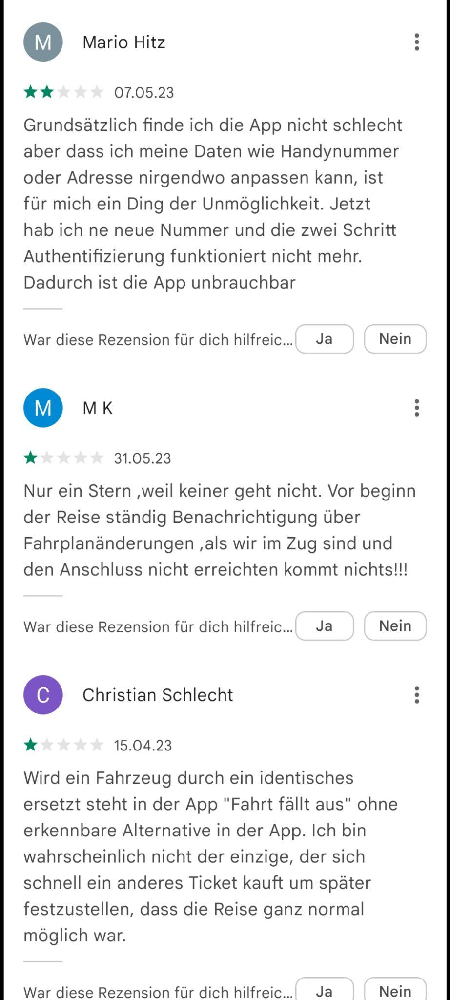 M Mario Hitz
07.05.23
Grundsätzlich finde ich die App nicht schlecht
aber dass ich meine Daten wie Handynummer
oder Adresse nirgendwo anpassen kann, ist
für mich ein Ding der Unmöglichkeit. Jetzt
hab ich ne neue Nummer und die zwei Schritt
Authentifizierung funktioniert nicht mehr.
Dadurch ist die App unbrauchbar
War diese Rezension für dich hilfreic... Ja Nein
M M K
31.05.23
Nur ein Stern ,weil keiner geht nicht. Vor beginn
der Reise ständig Benachrichtigung über
Fahrplanänderungen ,als wir im Zug sind und
den Anschluss nicht erreichten kommt nichts!!!
War diese Rezension für dich hilfreic... Ja Nein
C Christian Schlecht
15.04.23
Wird ein Fahrzeug durch ein identisches
ersetzt steht in der App "Fahrt fällt aus" ohne
erkennbare Alternative in der App. Ich bin
wahrscheinlich nicht der einzige, der sich
schnell ein anderes Ticket kauft um später
festzustellen, dass die Reise ganz normal
möglich war.
War diese Rezension für dich hilfreic... Ja Nein